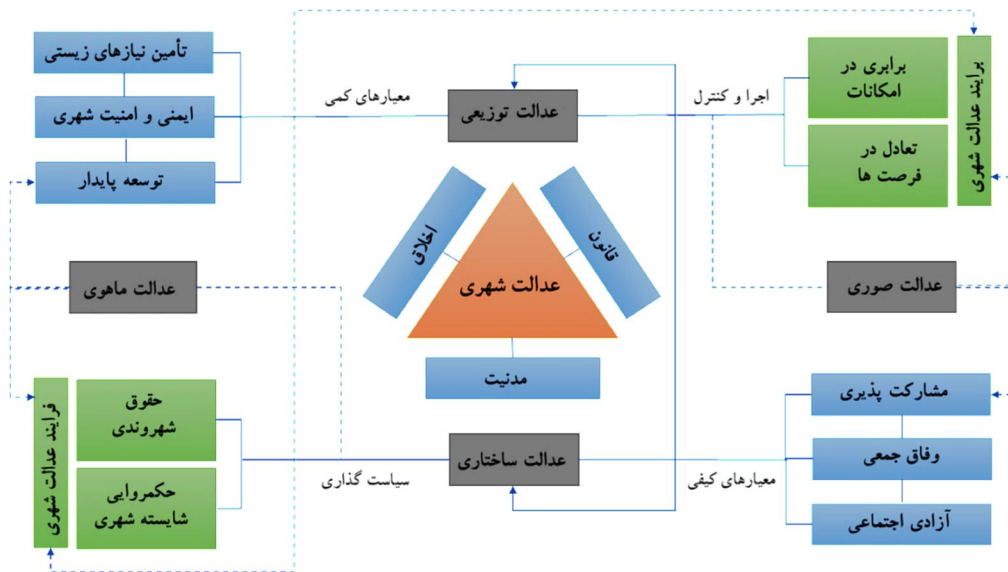 برابری در
امکانات
تعادل در
فرصت ها
برایند عدالت شهری
اجرا و کنترل
عدالت توزیعی
معیارهای کمی
تأمین نیازهای زیستی
ایمنی و امنیت شهری
توسعه پایدار
قانون
اخلاق
عدالت شهری
مدنیت
عدالت صوری
عدالت ماهوی
مشارکت پذیری
وفاق جمعی
آزادی اجتماعی
معیارهای کیفی
عدالت ساختاری
سیاست گذاری
حقوق
شهروندی
حکمروایی
شایسته شهری
فرایند عدالت شهری